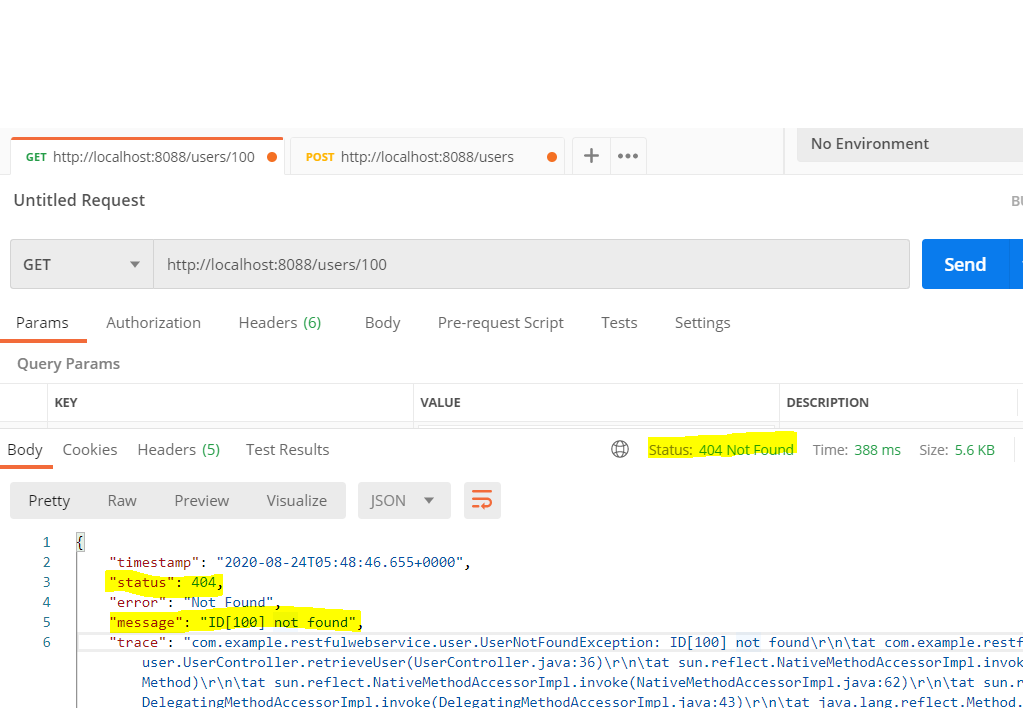 GET http://localhost:8088/users/100
POST http://localhost:8088/users
No Environment
Untitled Request
GET http://localhost:8088/users/100 Send
Params Authorization Headers (6) Body Pre-request Script Tests Settings
Query Params
KEY VALUE DESCRIPTION
Body Cookies Headers (5) Test Results Status: 404 Not Found Time: 388 ms Size: 5.6 KB
Pretty Raw Preview Visualize JSON
1 {
2 "timestamp": "2020-08-24T05:48:46.655+0000",
3 "status": 404,
4 "error": "Not Found",
5 "message": "ID[100] not found",
6 "trace": "com.example.restfulwebservice.user.UserNotFoundException: ID[100] not found\r\n\tat com.example.restf
user.UserController.retrieveUser(UserController.java:36)\r\n\tat sun.reflect.NativeMethodAccessorImpl.invok
Method)\r\n\tat sun.reflect.NativeMethodAccessorImpl.invoke(NativeMethodAccessorImpl.java:62)\r\n\tat sun.r
DelegatingMethodAccessorImpl.invoke(DelegatingMethodAccessorImpl.java:43)\r\n\tat java.lang.reflect.Method.